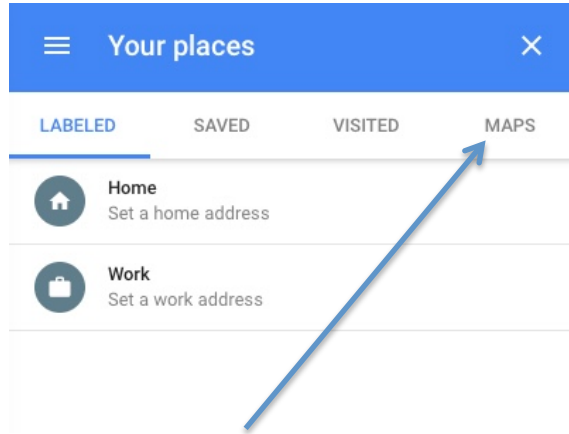 Your places
LABELED SAVED VISITED MAPS
Home
Set a home address
Work
Set a work address